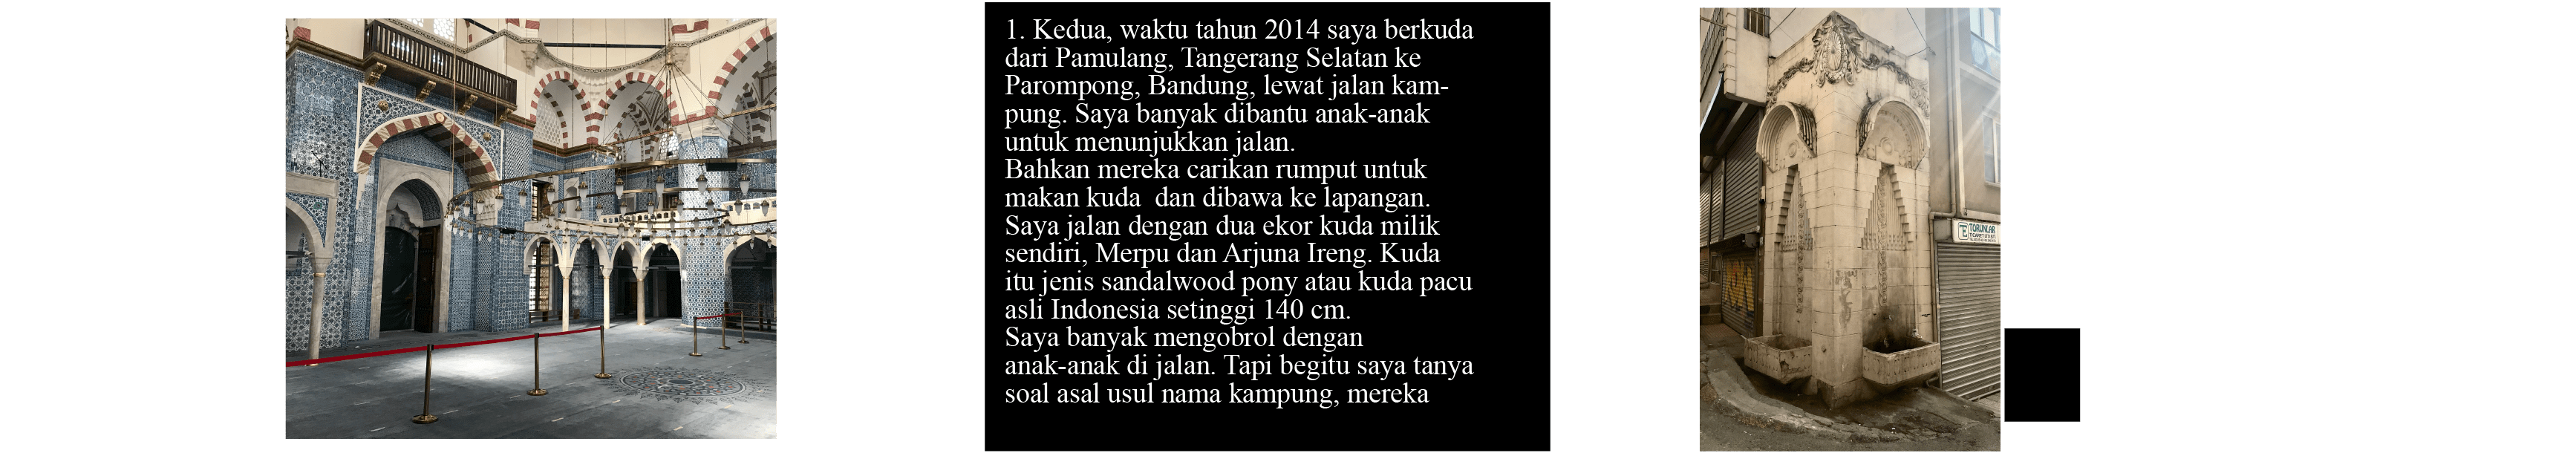 1. Kedua, waktu tahun 2014 saya berkuda
dari Pamulang, Tangerang Selatan ke
Parompong, Bandung, lewat jalan kam-
pung. Saya banyak dibantu anak-anak
untuk menunjukkan jalan.
Bahkan mereka carikan rumput untuk
makan kuda  dan dibawa ke lapangan.
Saya jalan dengan dua ekor kuda milik
sendiri, Merpu dan Arjuna Ireng. Kuda
itu jenis sandalwood pony atau kuda pacu
asli Indonesia setinggi 140 cm.
Saya banyak mengobrol dengan
anak-anak di jalan. Tapi begitu saya tanya
soal asal usul nama kampung, mereka
TORUNLAR